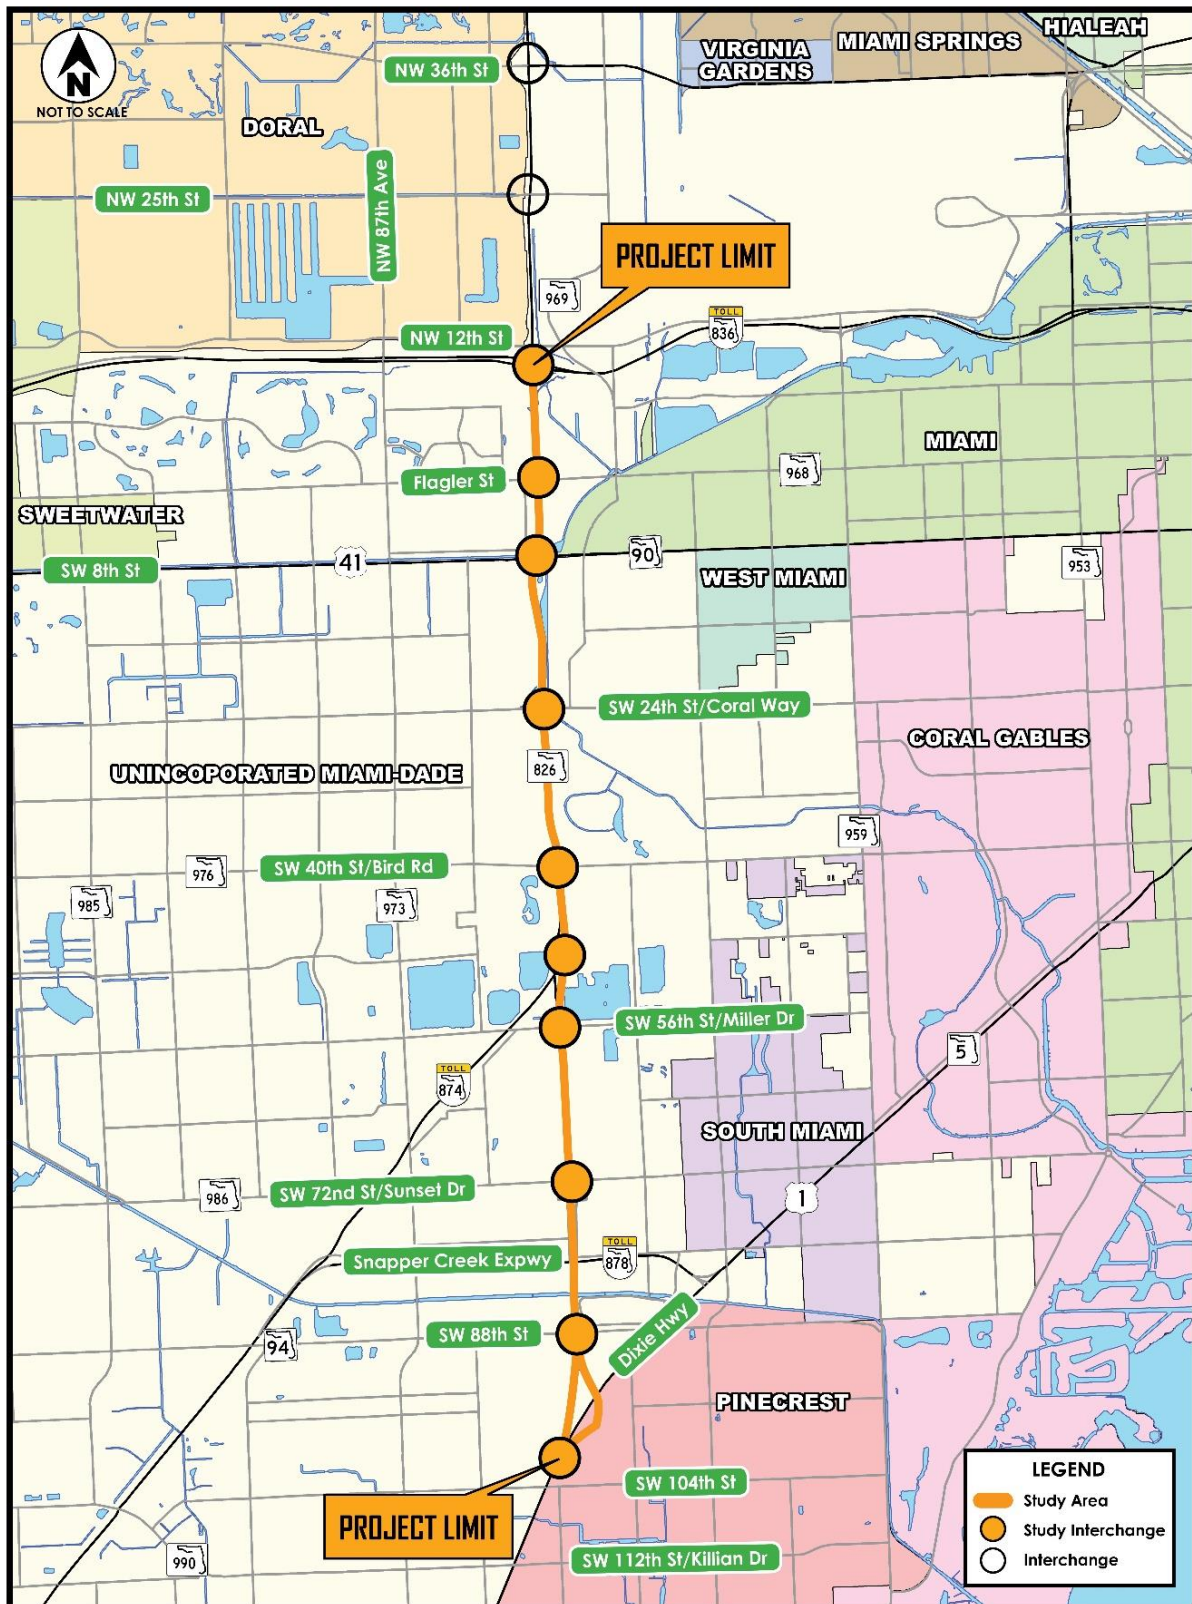 HIALEAH
MIAMI SPRINGS
VIRGINIA
GARDENS
NW 36th St
N
NOT TO SCALE
DORAL
NW 87th Ave
NW 25th St
PROJECT LIMIT
969
TOLL
836
NW 12th St
MIAMI
968
Flagler St
SWEETWATER
SW 8th St
41
90
953
WEST MIAMI
SW 24th St/Coral Way
CORAL GABLES
826
UNINCOPORATED MIAMI-DADE
959
SW 40th St/Bird Rd
976
985
973
SW 56th St/Miller Dr
5
TOLL
874
SOUTH MIAMI
SW 72nd St/Sunset Dr
986
1
Snapper Creek Expwy
TOLL
878
SW 88th St
94
Dixie Hwy
PINECREST
SW 104th St
PROJECT LIMIT
SW 112th St/Killian Dr
990
LEGEND
Study Area
Study Interchange
Interchange